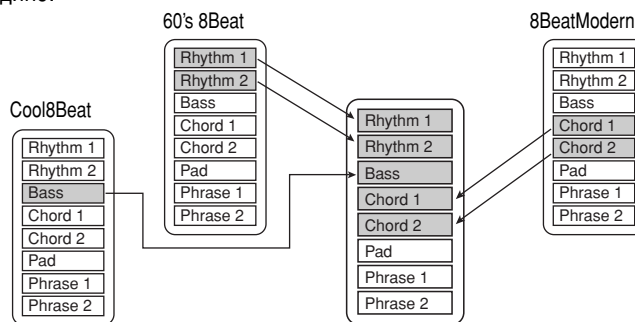 60's 8Beat
Rhythm 1
Rhythm 2
Bass
Chord 1
Chord 2
Pad
Phrase 1
Phrase 2
8BeatModern
Rhythm 1
Rhythm 2
Bass
Chord 1
Chord 2
Pad
Phrase 1
Phrase 2
Cool8Beat
Rhythm 1
Rhythm 2
Bass
Chord 1
Chord 2
Pad
Phrase 1
Phrase 2
Rhythm 1
Rhythm 2
Bass
Chord 1
Chord 2
Pad
Phrase 1
Phrase 2